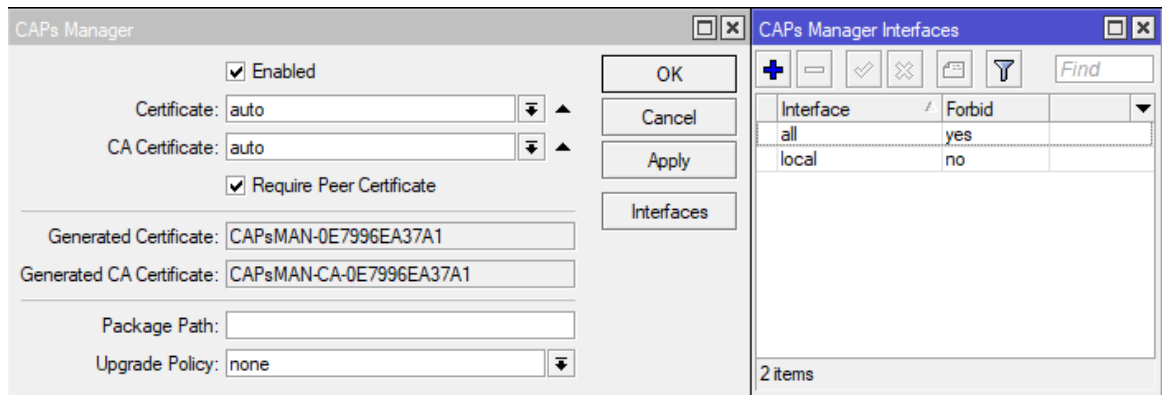 CAPs Manager
Enabled
Certificate: auto
CA Certificate: auto
Require Peer Certificate
Generated Certificate: CAPsMAN-0E7996EA37A1
Generated CA Certificate: CAPsMAN-CA-0E7996EA37A1
Package Path:
Upgrade Policy: none
OK
Cancel
Apply
Interfaces
CAPs Manager Interfaces
Find
Interface Forbid
all yes
local no
2 items